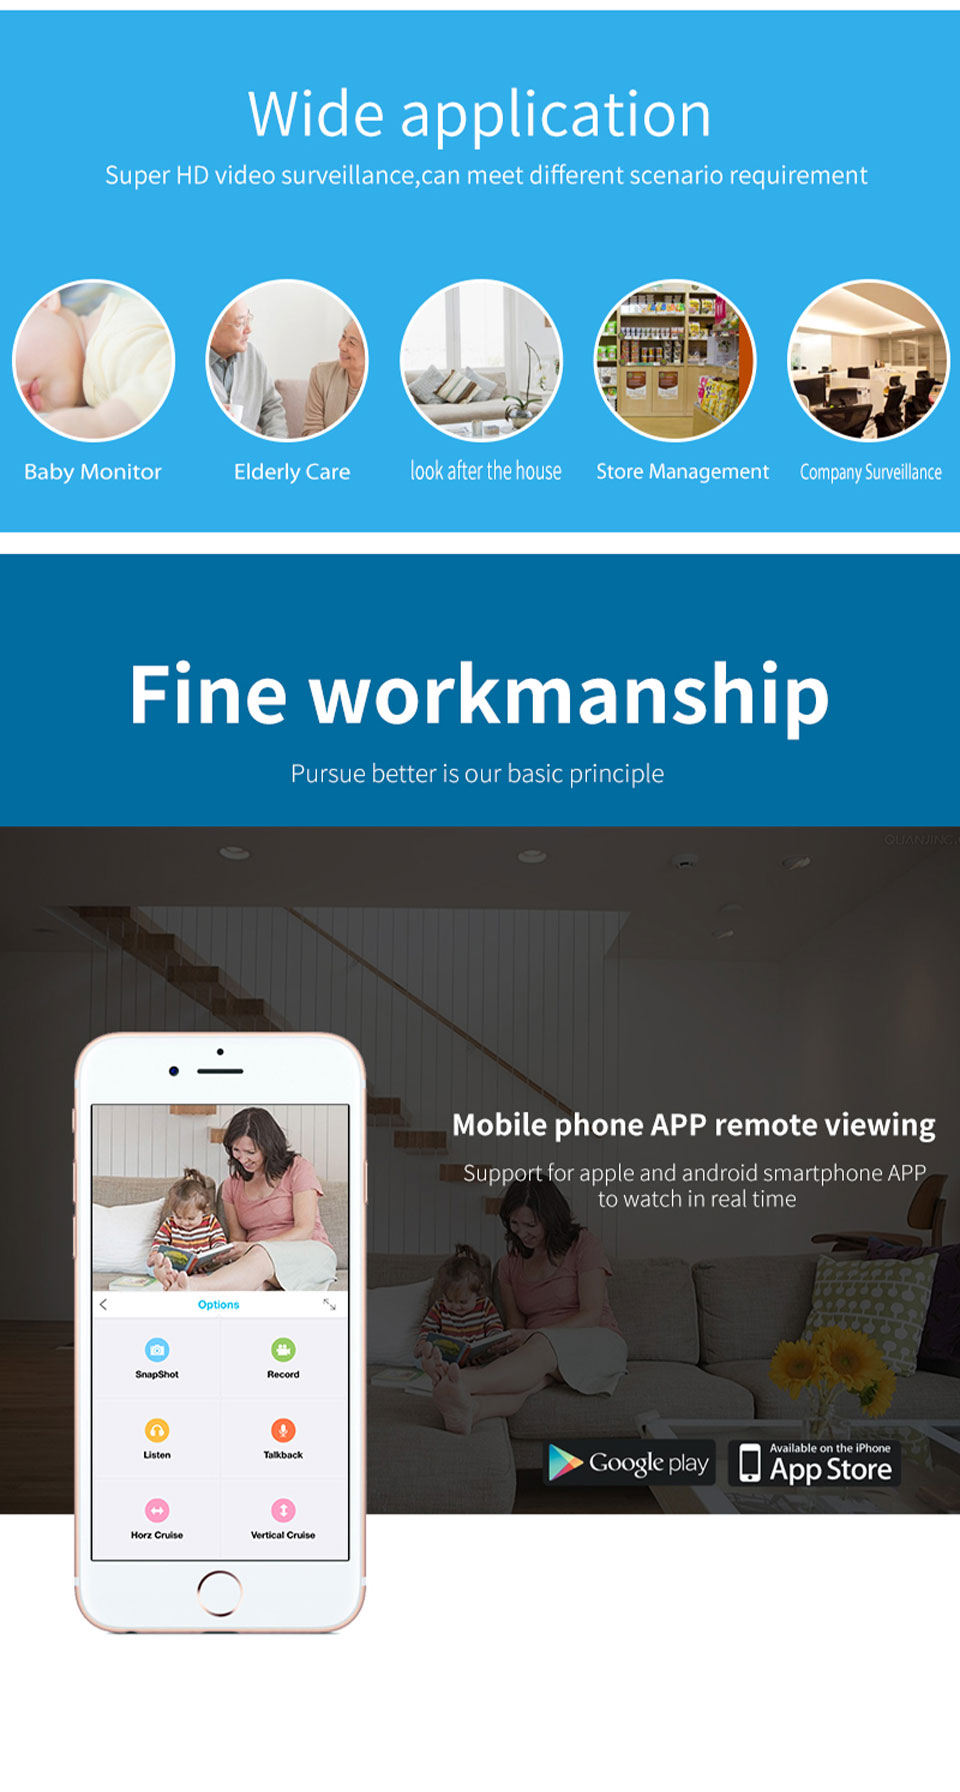 Wide application
Super HD video surveillance,can meet different scenario requirement
Baby Monitor
Elderly Care
look after the house
Store Management
Company Surveillance
Fine workmanship
Pursue better is our basic principle
QUANJING
Mobile phone APP remote viewing
Support for apple and android smartphone APP
to watch in real time
Options
SnapShot
Record
Listen
Talkback
Horz Cruise
Vertical Cruise
Google play
Available on the iPhone
App Store